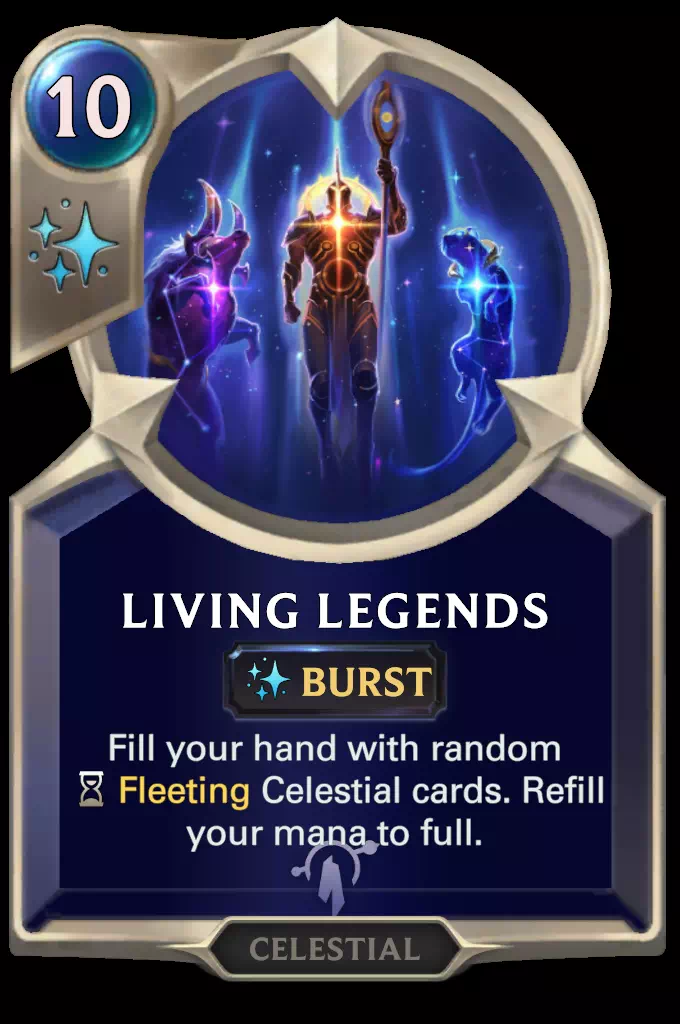 10
LIVING LEGENDS
BURST
Fill your hand with random
Fleeting Celestial cards. Refill
your mana to full.
CELESTIAL